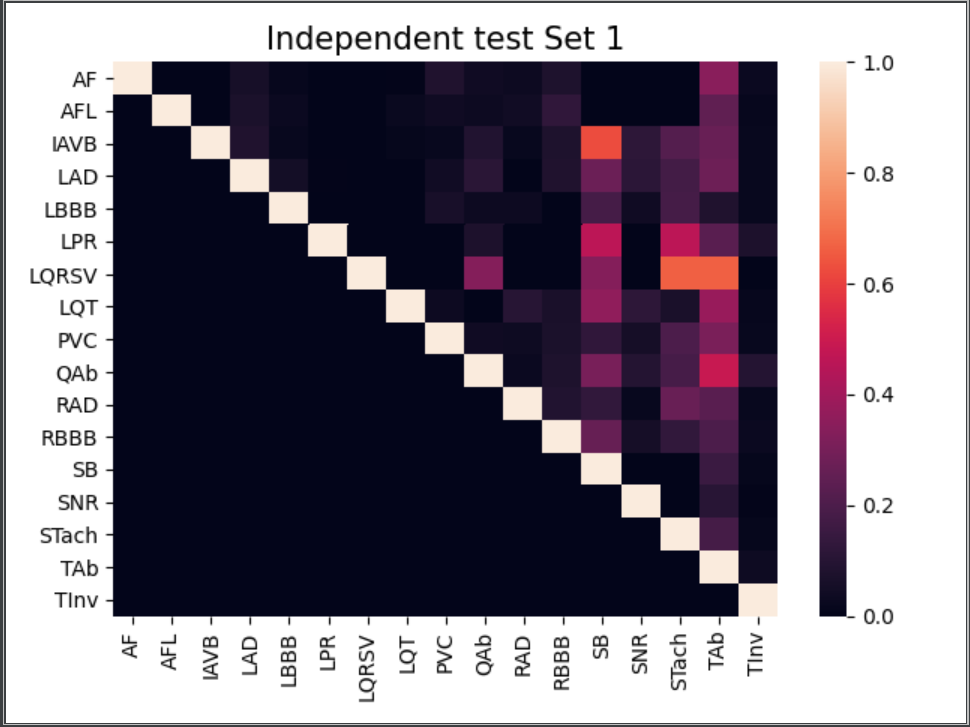 Independent test Set 1
AF
AFL
IAVB
LAD
LBBB
LPR
LQRSV
LQT
PVC
QAb
RAD
RBBB
SB
SNR
STach
TAb
TInv
AF
AFL
IAVB
LAD
LBBB
LPR
LQRSV
LQT
PVC
QAb
RAD
RBBB
SB
SNR
STach
TAb
TInv
1.0
0.8
0.6
0.4
0.2
0.0